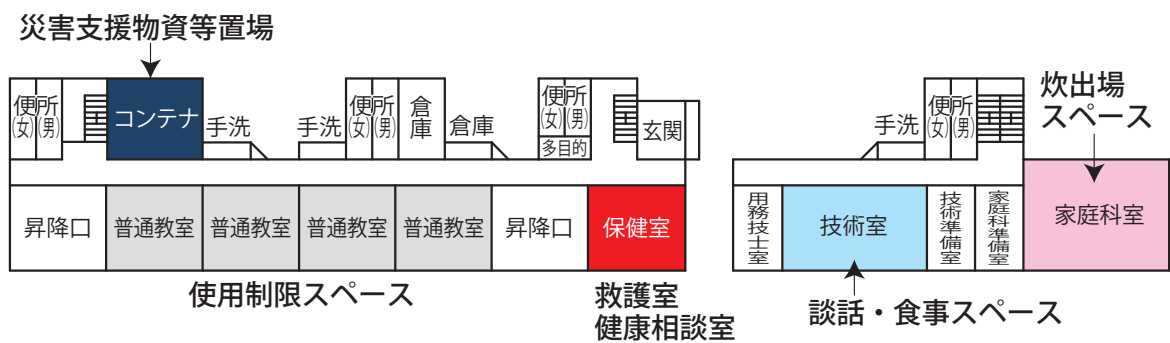 災害支援物資等置場
便所
(女)(男)
コンテナ
手洗
手洗
便所
(女)(男)
倉庫
倉庫
便所
(女)(男)
多目的
玄関
昇降口
普通教室
普通教室
普通教室
普通教室
昇降口
保健室
使用制限スペース
救護室
健康相談室
手洗
便所
(女)(男)
炊出場
スペース
用務技士室
技術室
技術準備室
家庭科準備室
家庭科室
談話・食事スペース